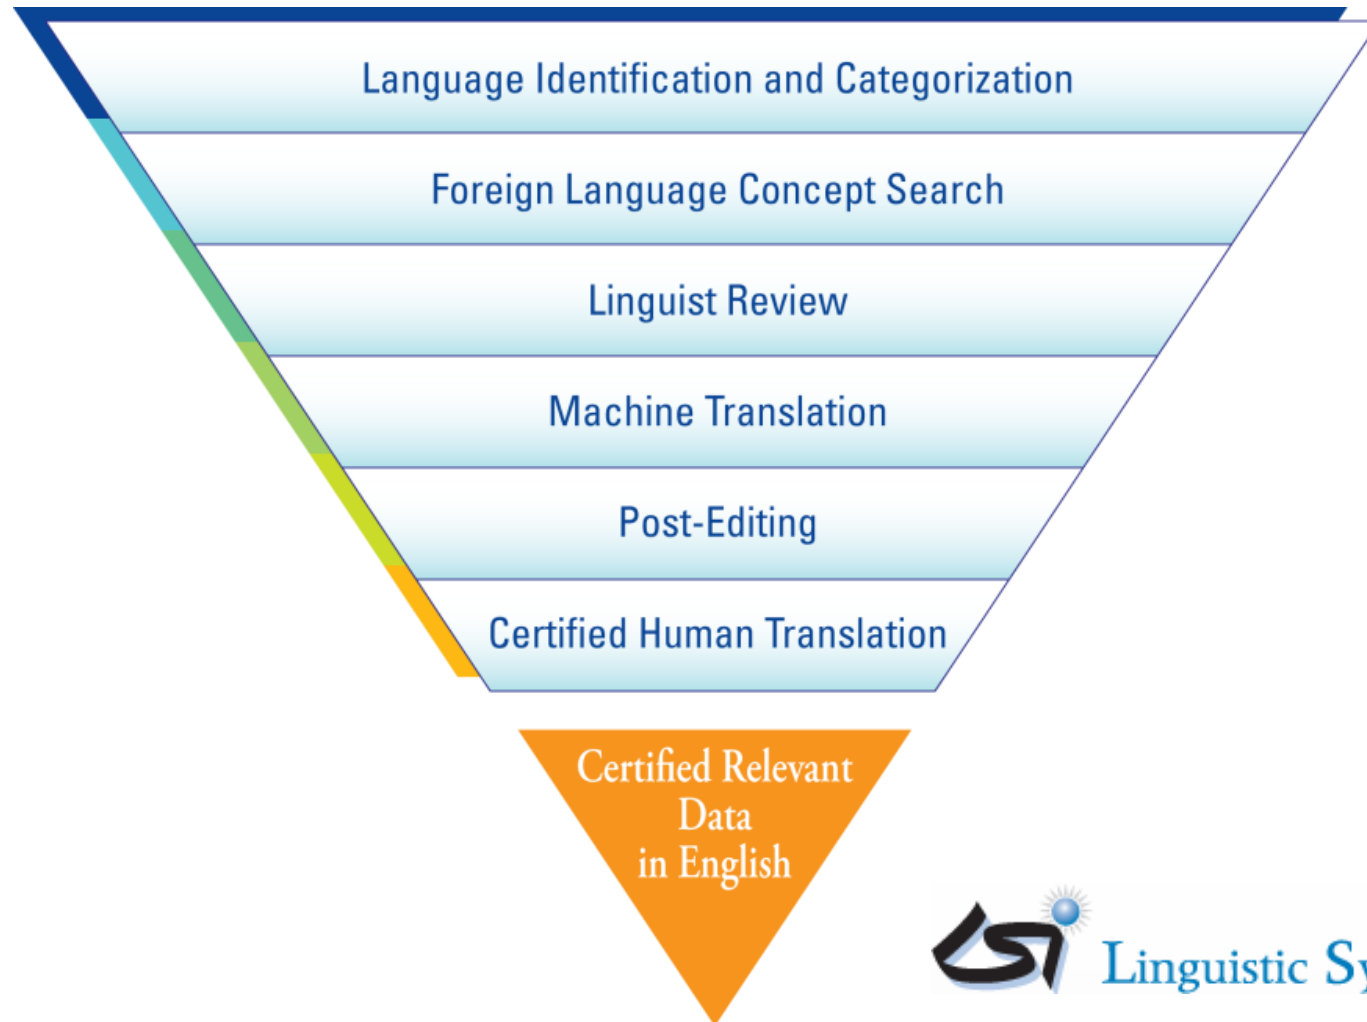 Language Identification and Categorization
Foreign Language Concept Search
Linguist Review
Machine Translation
Post-Editing
Certified Human Translation
Certified Relevant
Data
in English
LSI Linguistic